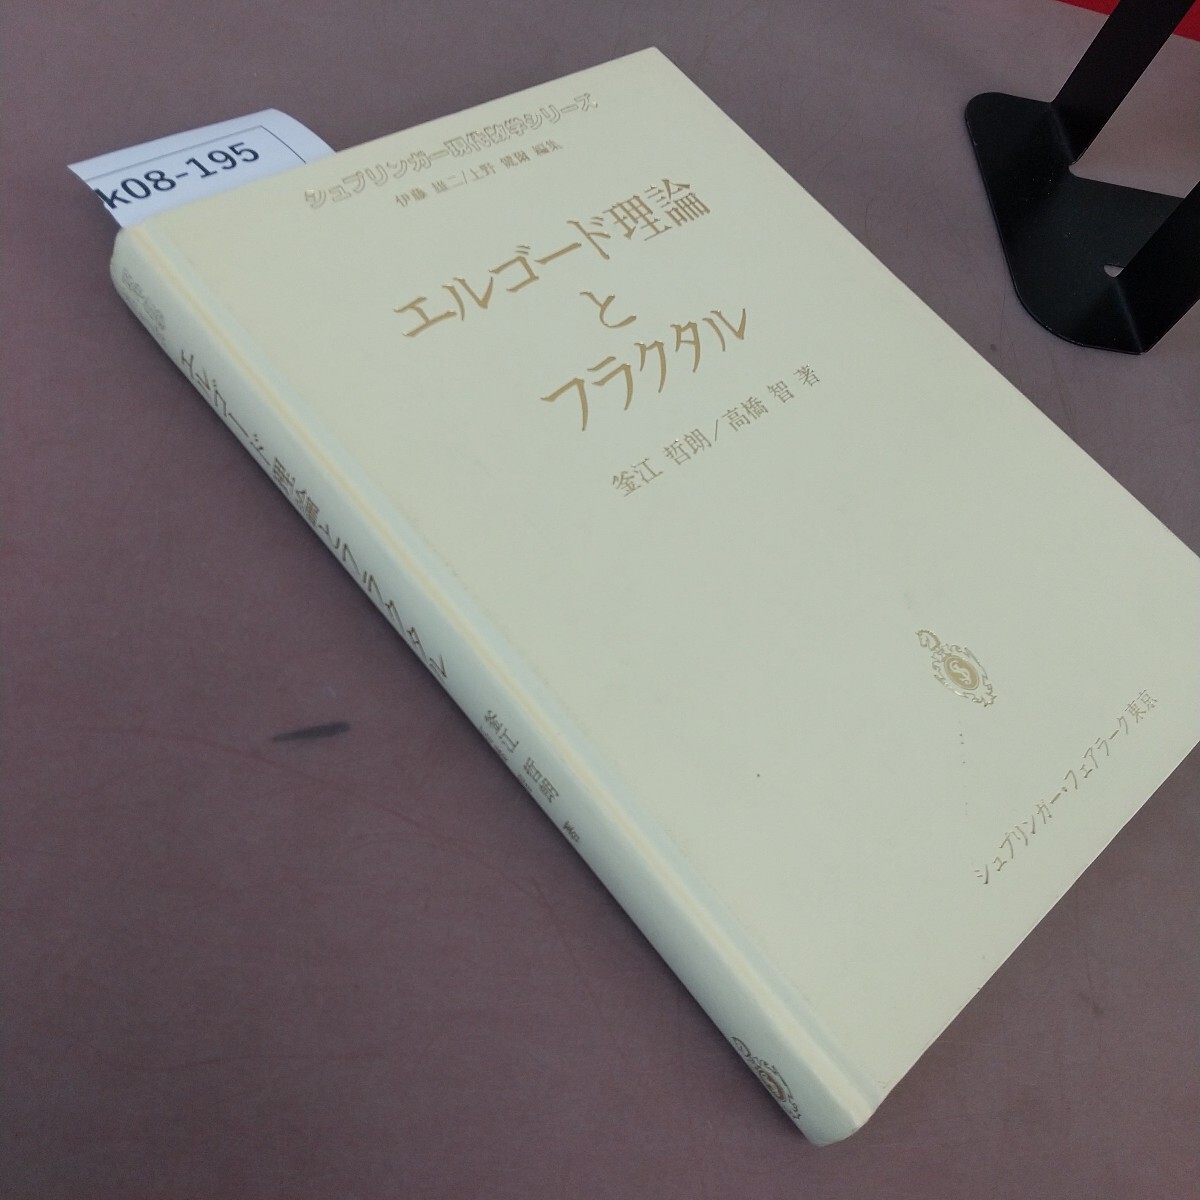 k08-195
シュプリンガー現代数学シリーズ
伊藤 雄二/上野 健爾 編集
エルゴード理論
と
フラクタル
釜江 哲朗/高橋 智 著
シュプリンガー・フェアラーク東京
エルゴード理論とフラクタル
釜江 哲朗 著